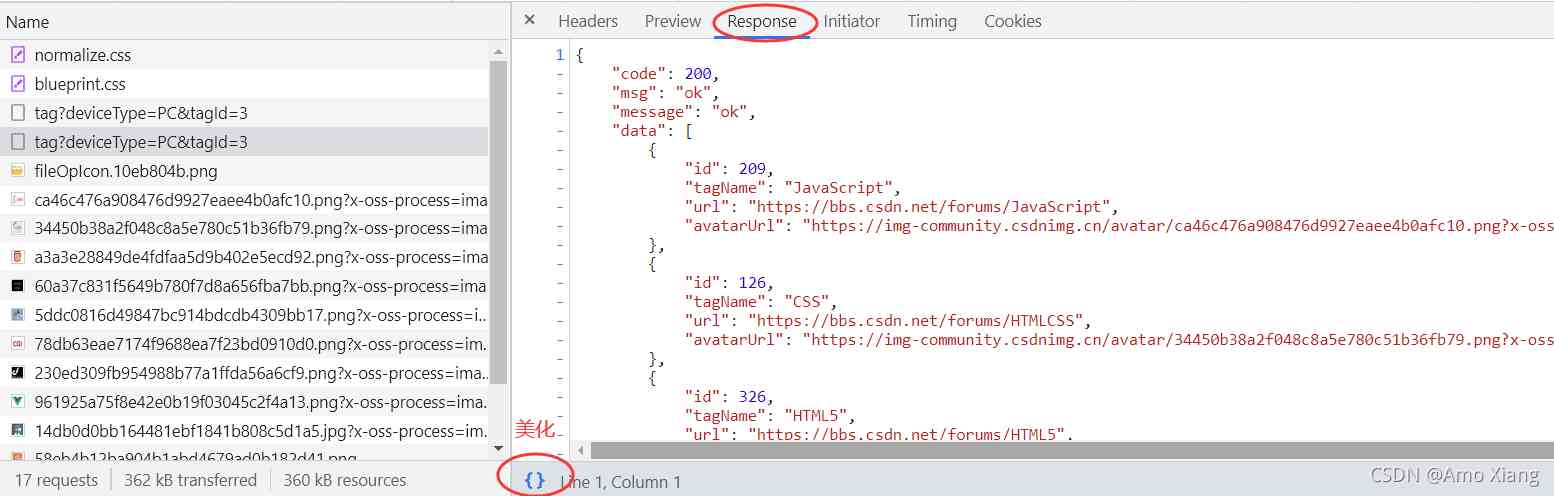 Name
normalize.css
blueprint.css
tag?deviceType=PC&tagId=3
tag?deviceType=PC&tagId=3
fileOpIcon.10eb804b.png
ca46c476a908476d9927eaee4b0afc10.png?x-oss-process=ima
34450b38a2f048c8a5e780c51b36fb79.png?x-oss-process=ima
a3a3e28849de4fdfaa5d9b402e5ecd92.png?x-oss-process=ima
60a37c831f5649b780f7d8a656fba7bb.png?x-oss-process=ima
5ddc0816d49847bc914bdcdb4309bb17.png?x-oss-process=i...
78db63eae7174f9688ea7f23bd0910d0.png?x-oss-process=im.
230ed309fb954988b77a1ffda56a6cf9.png?x-oss-process=ima...
961925a75f8e42e0b19f03045c2f4a13.png?x-oss-process=ima.
14db0d0bb164481ebf1841b808c5d1a5.jpg?x-oss-process=im...
58eb4b12ba904b1abd4679ad0b182d41.png
17 requests 362 kB transferred 360 kB resources
× Headers Preview Response Initiator Timing Cookies
1 {
- "code": 200,
- "msg": "ok",
- "message": "ok",
- "data": [
- {
- "id": 209,
- "tagName": "JavaScript",
- "url": "https://bbs.csdn.net/forums/JavaScript",
- "avatarUrl": "https://img-community.csdnimg.cn/avatar/ca46c476a908476d9927eaee4b0afc10.png?x-oss
- },
- {
- "id": 126,
- "tagName": "CSS",
- "url": "https://bbs.csdn.net/forums/HTMLCSS",
- "avatarUrl": "https://img-community.csdnimg.cn/avatar/34450b38a2f048c8a5e780c51b36fb79.png?x-oss
- },
- {
- "id": 326,
- "tagName": "HTML5",
- "url": "https://bbs.csdn.net/forums/HTML5",
美化
{} Line 1, Column 1
CSDN @Amo Xiang